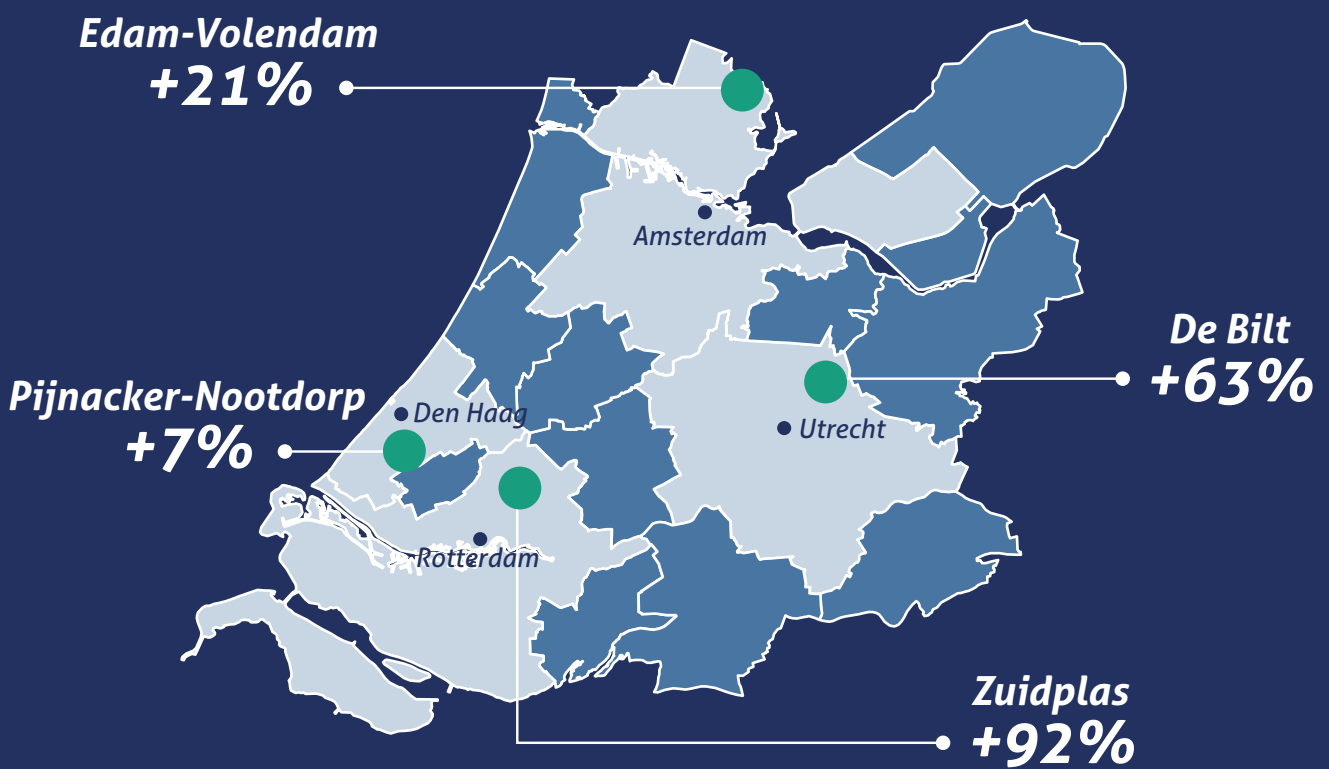 Edam-Volendam
+21%
Amsterdam
De Bilt
+63%
Pijnacker-Nootdorp
+7%
Den Haag
Utrecht
Rotterdam
Zuidplas
+92%